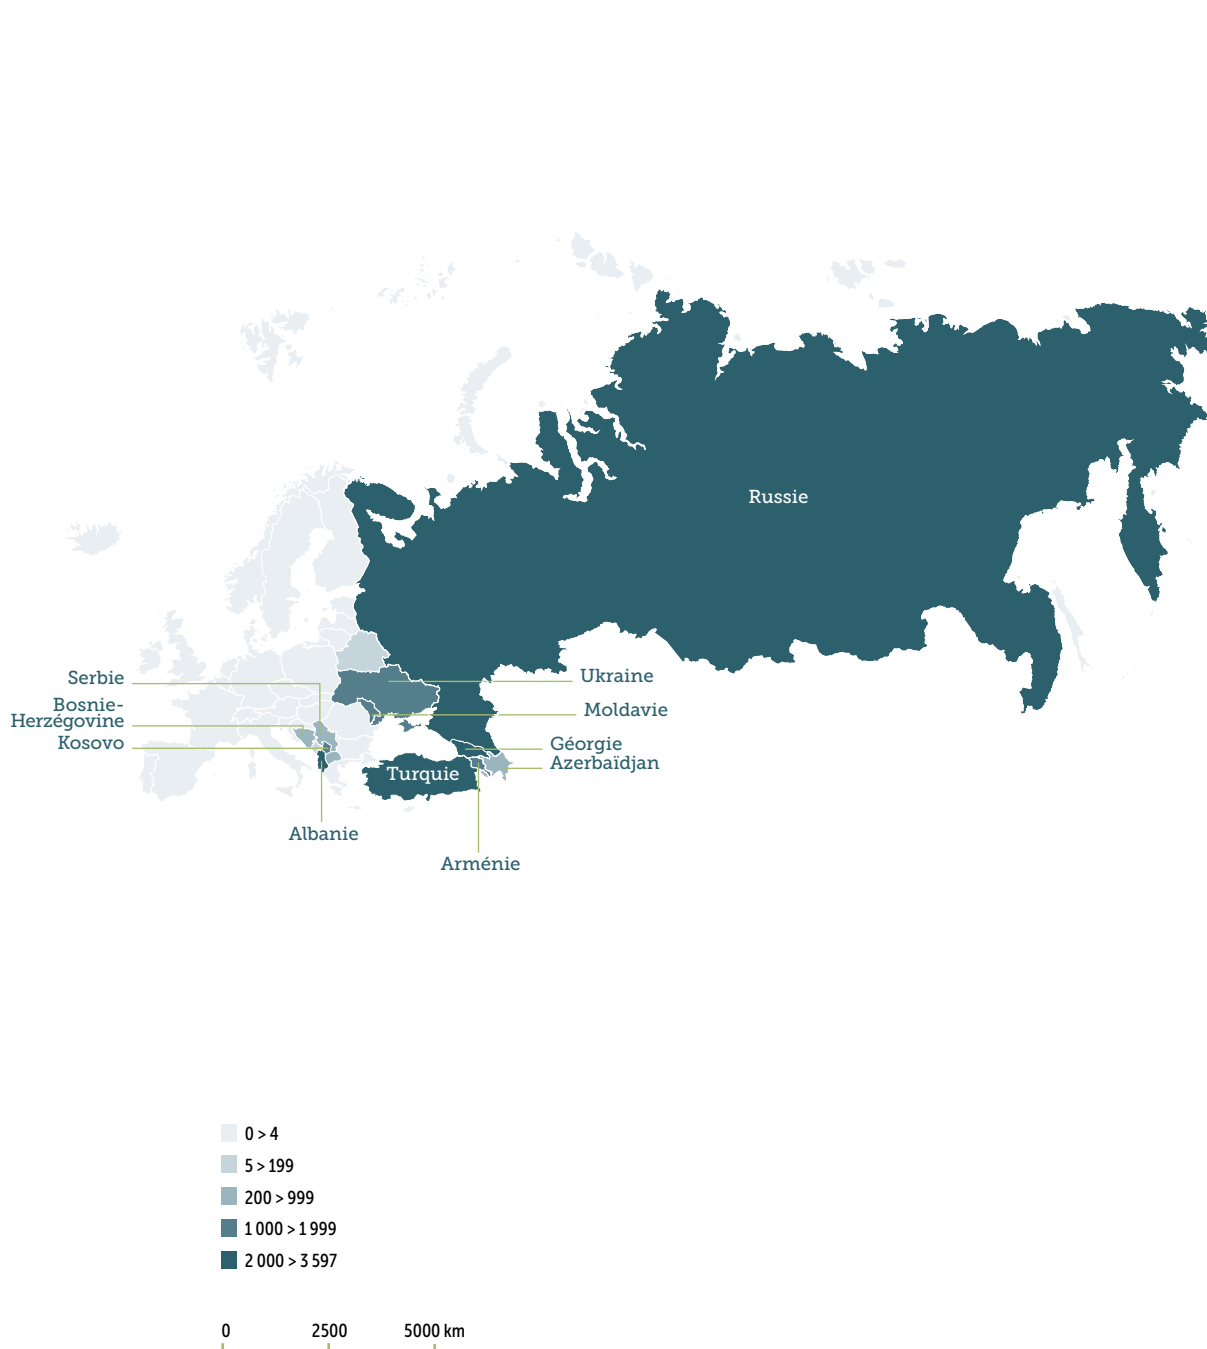 Russie
Serbie
Ukraine
Bosnie-
Herzégovine
Moldavie
Kosovo
Géorgie
Azerbaïdjan
Turquie
Albanie
Arménie
0 > 4
5 > 199
200 > 999
1 000 > 1 999
2 000 > 3 597
0 2500 5000 km